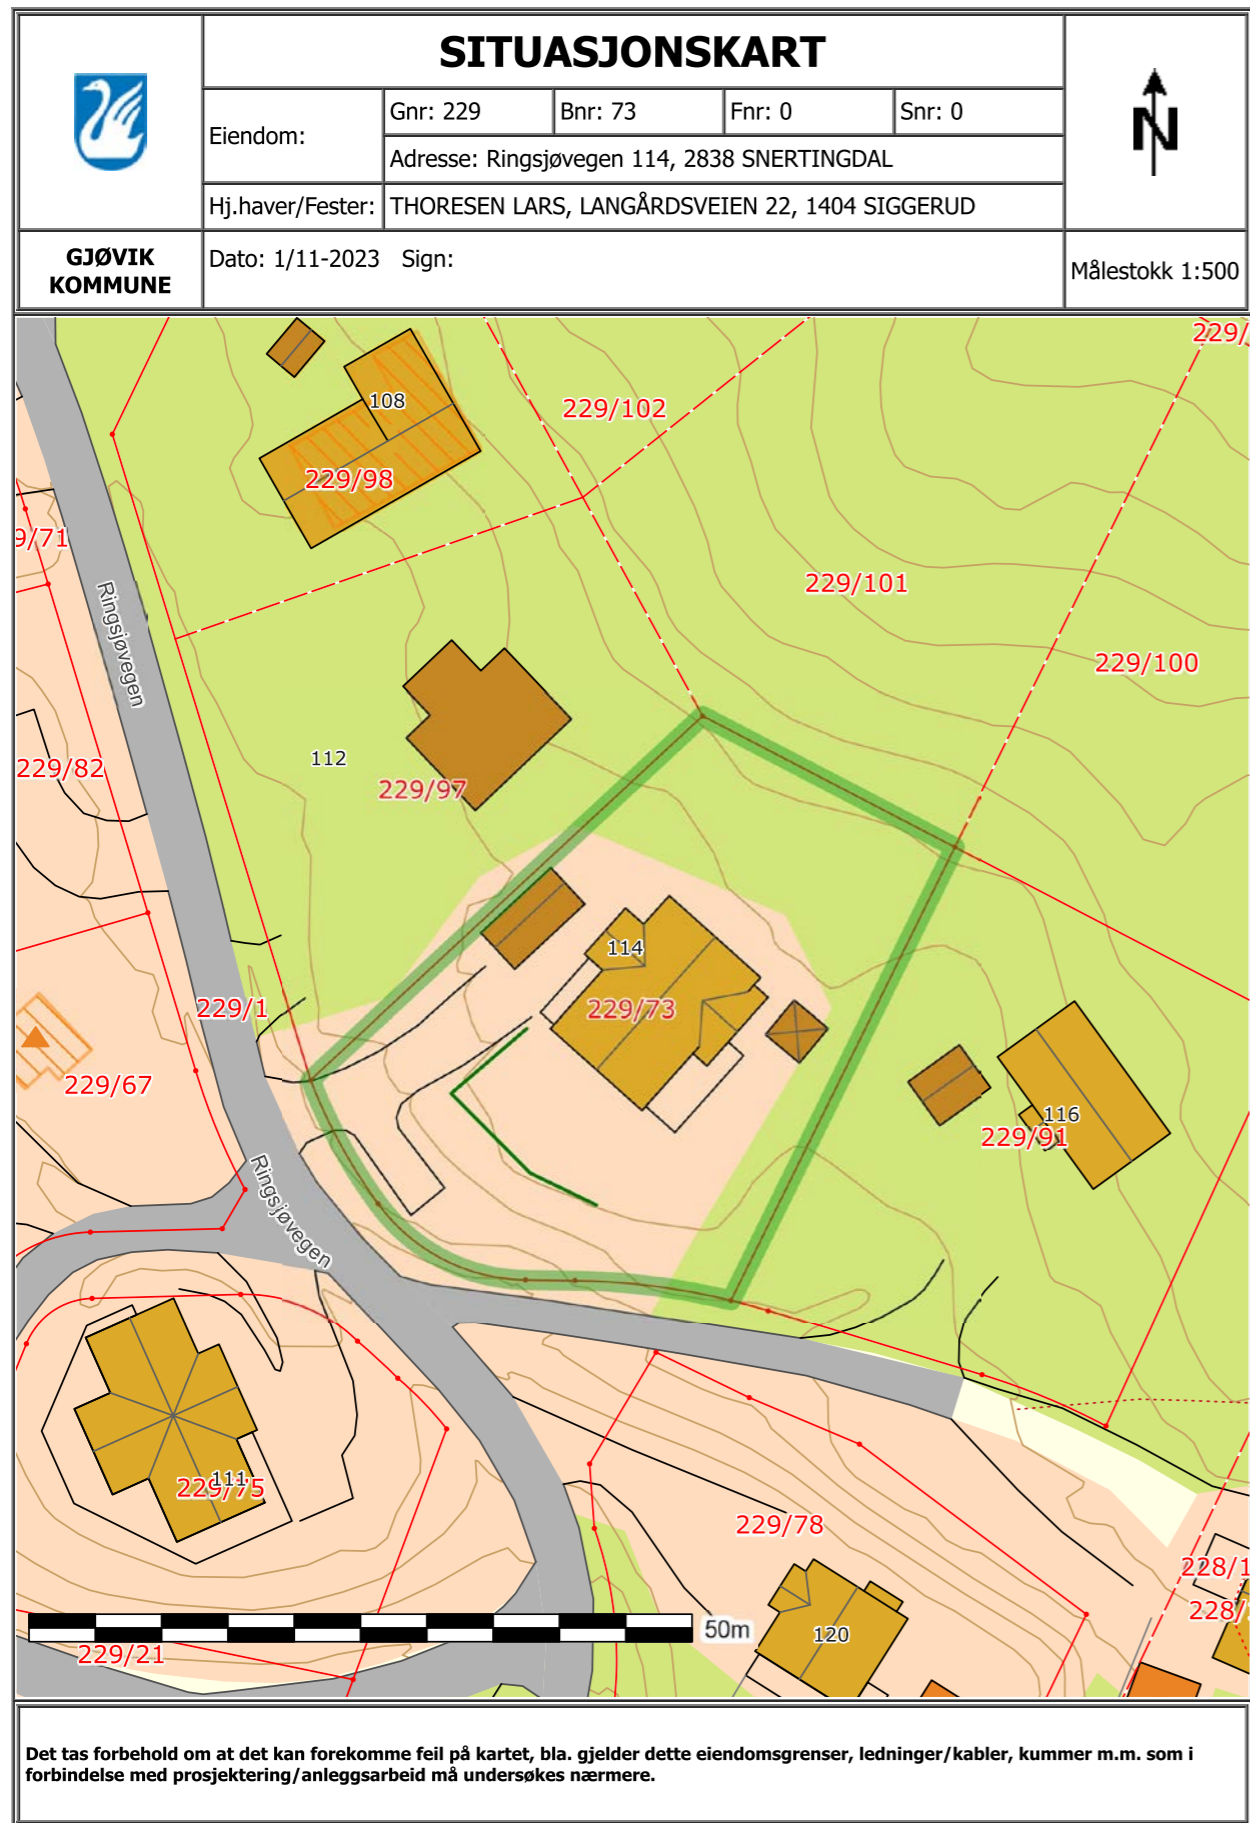 SITUASJONSKART
Eiendom:
Gnr: 229
Bnr: 73
Fnr: 0
Snr: 0
Adresse: Ringsjøvegen 114, 2838 SNERTINGDAL
Hj.haver/Fester:
THORESEN LARS, LANGÅRDSVEIEN 22, 1404 SIGGERUD
N
GJØVIK
KOMMUNE
Dato: 1/11-2023 Sign:
Målestokk 1:500
229/
108
229/102
229/98
9/71
229/101
Ringsjøvegen
229/100
112
229/82
229/97
114
229/1
229/73
229/67
116
229/91
Ringsjøvegen
111
229/75
229/78
228/1
228/
50m
120
229/21
Det tas forbehold om at det kan forekomme feil på kartet, bla. gjelder dette eiendomsgrenser, ledninger/kabler, kummer m.m. som i
forbindelse med prosjektering/anleggsarbeid må undersøkes nærmere.